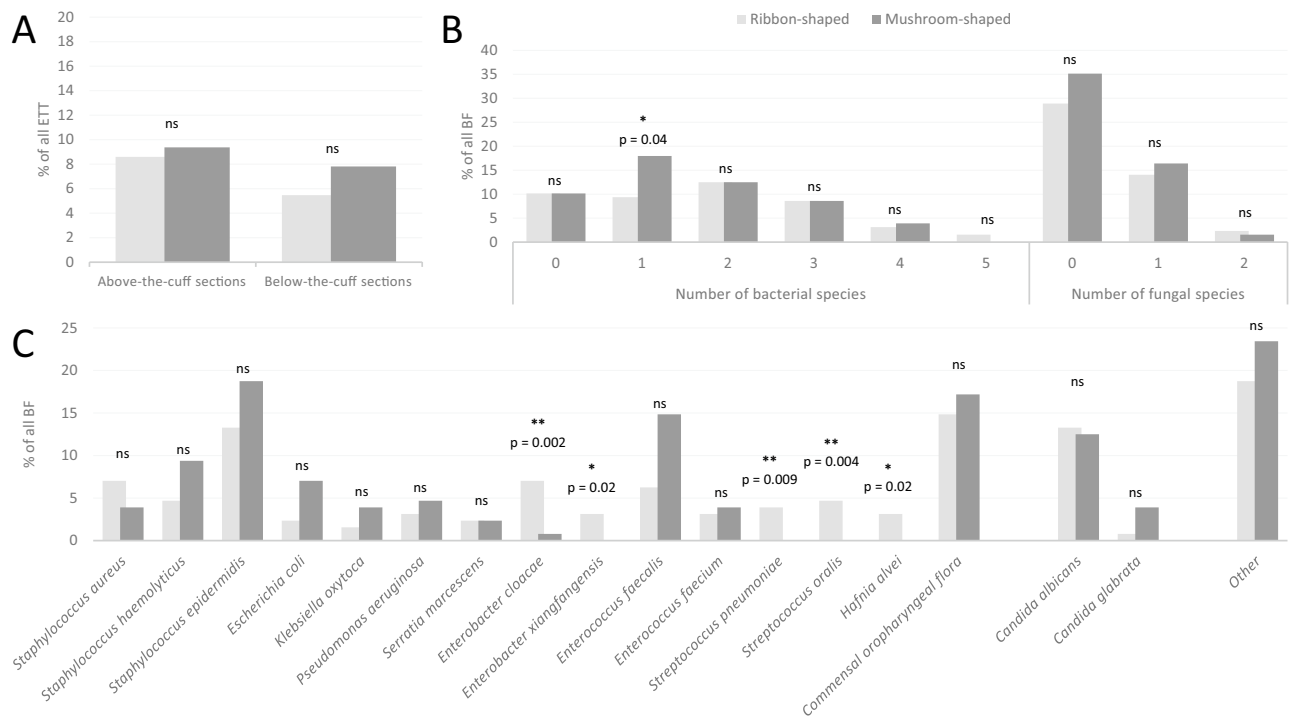 A
% of all ETT
20
18
16
14
12
10
8
6
4
2
0
ns
ns
Above-the-cuff sections
Below-the-cuff sections
B
Ribbon-shaped
Mushroom-shaped
% of all BF
40
35
30
25
20
15
10
5
0
ns
*
p = 0.04
ns
ns
ns
ns
ns
ns
ns
0
1
2
3
4
5
0
1
2
Number of bacterial species
Number of fungal species
C
% of all BF
25
20
15
10
5
0
ns
ns
ns
ns
ns
ns
ns
**
p = 0.002
*
p = 0.02
ns
ns
**
p = 0.009
**
p = 0.004
*
p = 0.02
ns
ns
ns
ns
Staphylococcus aureus
Staphylococcus haemolyticus
Staphylococcus epidermidis
Escherichia coli
Klebsiella oxytoca
Pseudomonas aeruginosa
Serratia marcescens
Enterobacter cloacae
Enterobacter xiangfangensis
Enterococcus faecalis
Enterococcus faecium
Streptococcus pneumoniae
Streptococcus oralis
Hafnia alvei
Commensal oropharyngeal flora
Candida albicans
Candida glabrata
Other